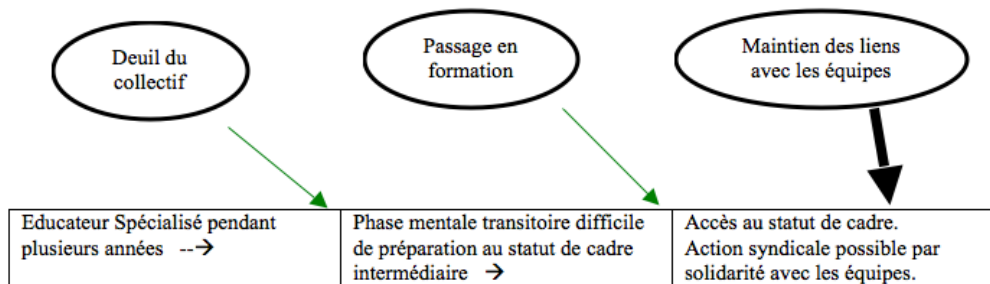 Deuil du
collectif
Passage en
formation
Maintien des liens
avec les équipes
Educateur Spécialisé pendant
plusieurs années --→
Phase mentale transitoire difficile
de préparation au statut de cadre
intermédiaire →
Accès au statut de cadre.
Action syndicale possible par
solidarité avec les équipes.